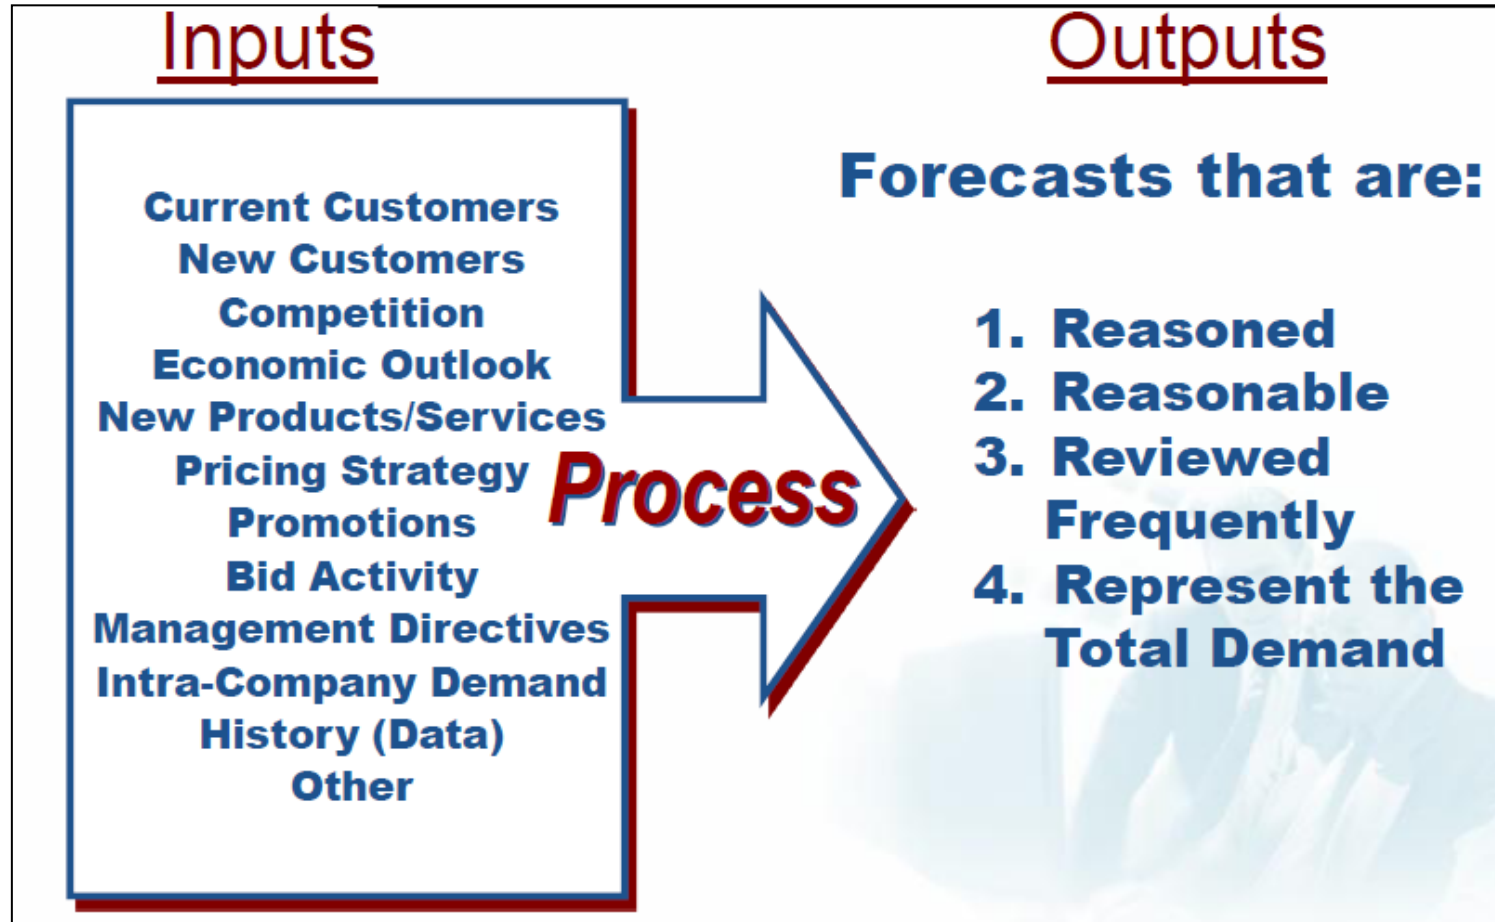 Inputs
Current Customers
New Customers
Competition
Economic Outlook
New Products/Services
Pricing Strategy
Promotions
Bid Activity
Management Directives
Intra-Company Demand
History (Data)
Other
Process
Outputs
Forecasts that are:
1. Reasoned
2. Reasonable
3. Reviewed
Frequently
4. Represent the
Total Demand